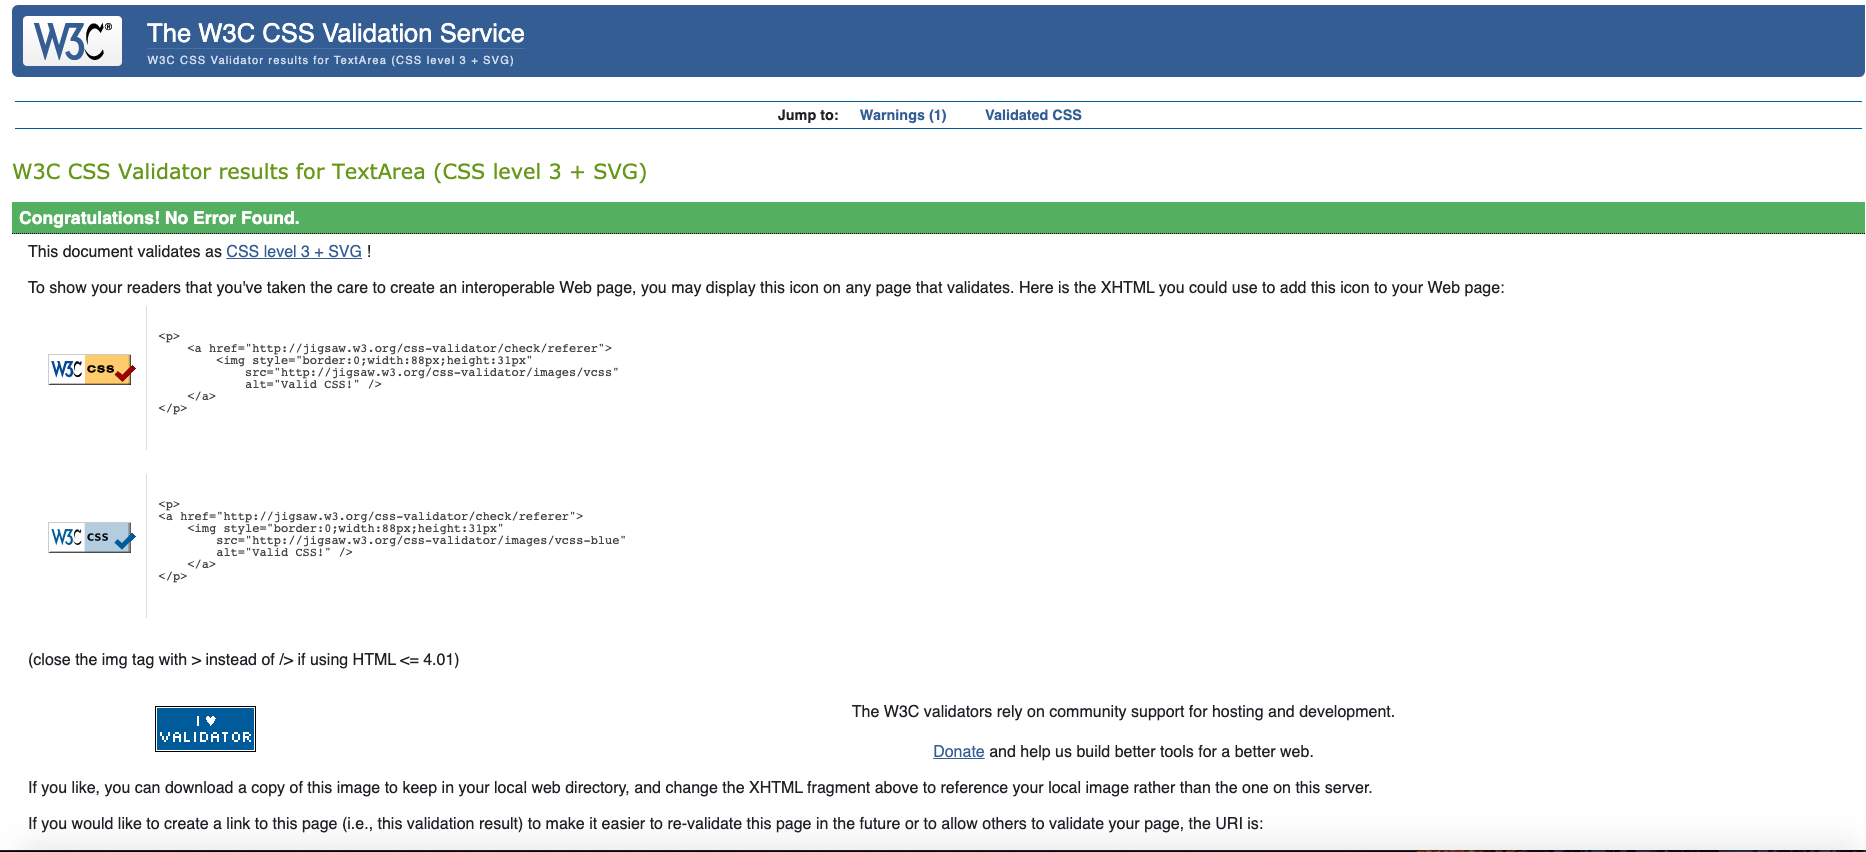 W3C®
The W3C CSS Validation Service
W3C CSS Validator results for TextArea (CSS level 3 + SVG)
Jump to: Warnings (1) Validated CSS
W3C CSS Validator results for TextArea (CSS level 3 + SVG)
Congratulations! No Error Found.
This document validates as CSS level 3 + SVG !
To show your readers that you've taken the care to create an interoperable Web page, you may display this icon on any page that validates. Here is the XHTML you could use to add this icon to your Web page:
W3C css
<p>
<a href="http://jigsaw.w3.org/css-validator/check/referer">
<img style="border:0;width:88px;height:31px"
src="http://jigsaw.w3.org/css-validator/images/vcss"
alt="Valid CSS!" />
</a>
</p>
W3C css
<p>
<a href="http://jigsaw.w3.org/css-validator/check/referer">
<img style="border:0;width:88px;height:31px"
src="http://jigsaw.w3.org/css-validator/images/vcss-blue"
alt="Valid CSS!" />
</a>
</p>
(close the img tag with > instead of /> if using HTML <= 4.01)
I ♥
VALIDATOR
The W3C validators rely on community support for hosting and development.
Donate and help us build better tools for a better web.
If you like, you can download a copy of this image to keep in your local web directory, and change the XHTML fragment above to reference your local image rather than the one on this server.
If you would like to create a link to this page (i.e., this validation result) to make it easier to re-validate this page in the future or to allow others to validate your page, the URI is: